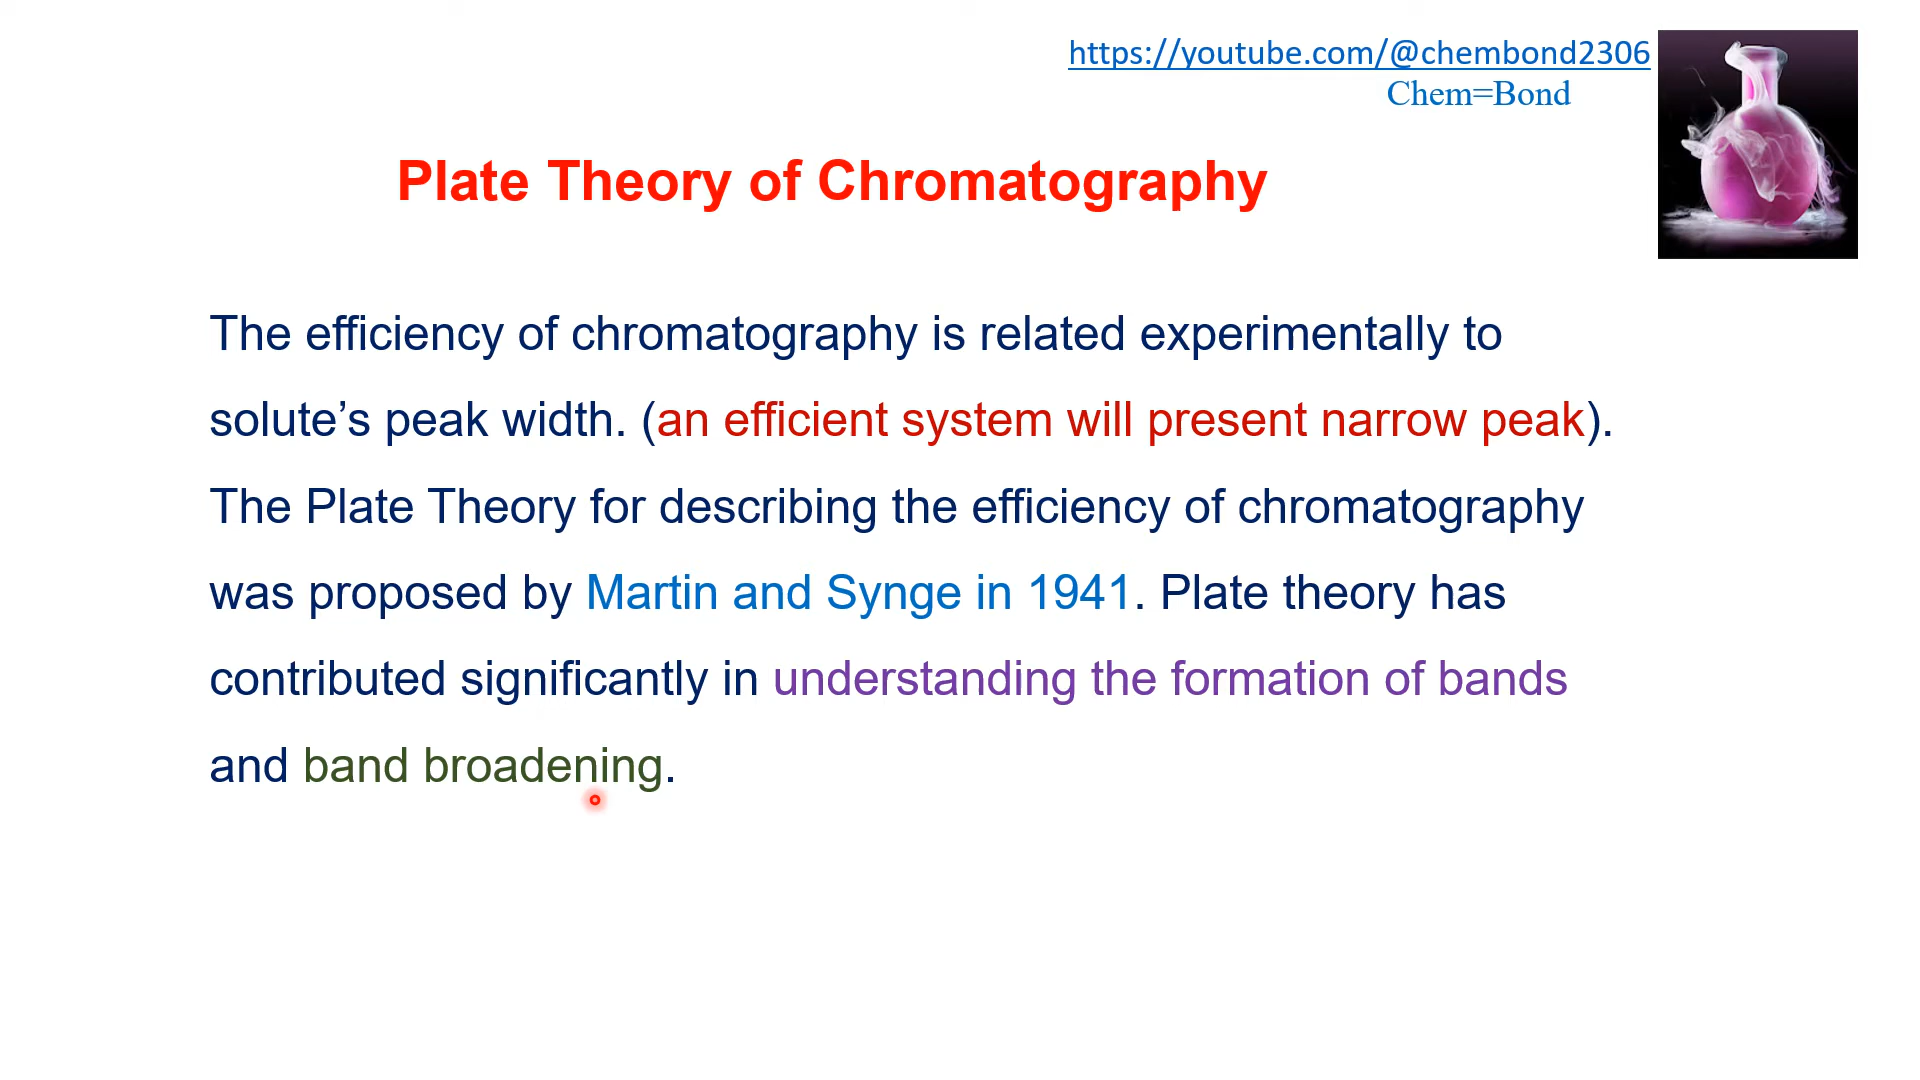 https://youtube.com/@chembond2306
Chem=Bond
Plate Theory of Chromatography
The efficiency of chromatography is related experimentally to
solute’s peak width. (an efficient system will present narrow peak).
The Plate Theory for describing the efficiency of chromatography
was proposed by Martin and Synge in 1941. Plate theory has
contributed significantly in understanding the formation of bands
and band broadening.